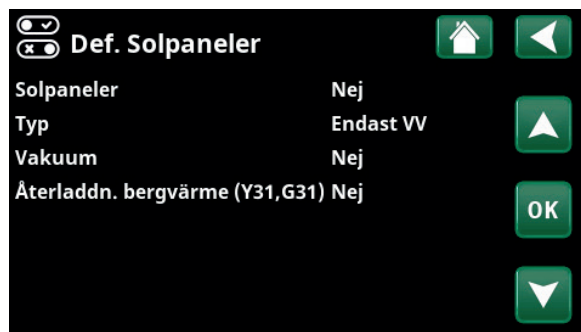 Def. Solpaneler
Solpaneler Nej
Typ Endast VV
Vakuum Nej
Återladdn. bergvärme (Y31,G31) Nej
OK